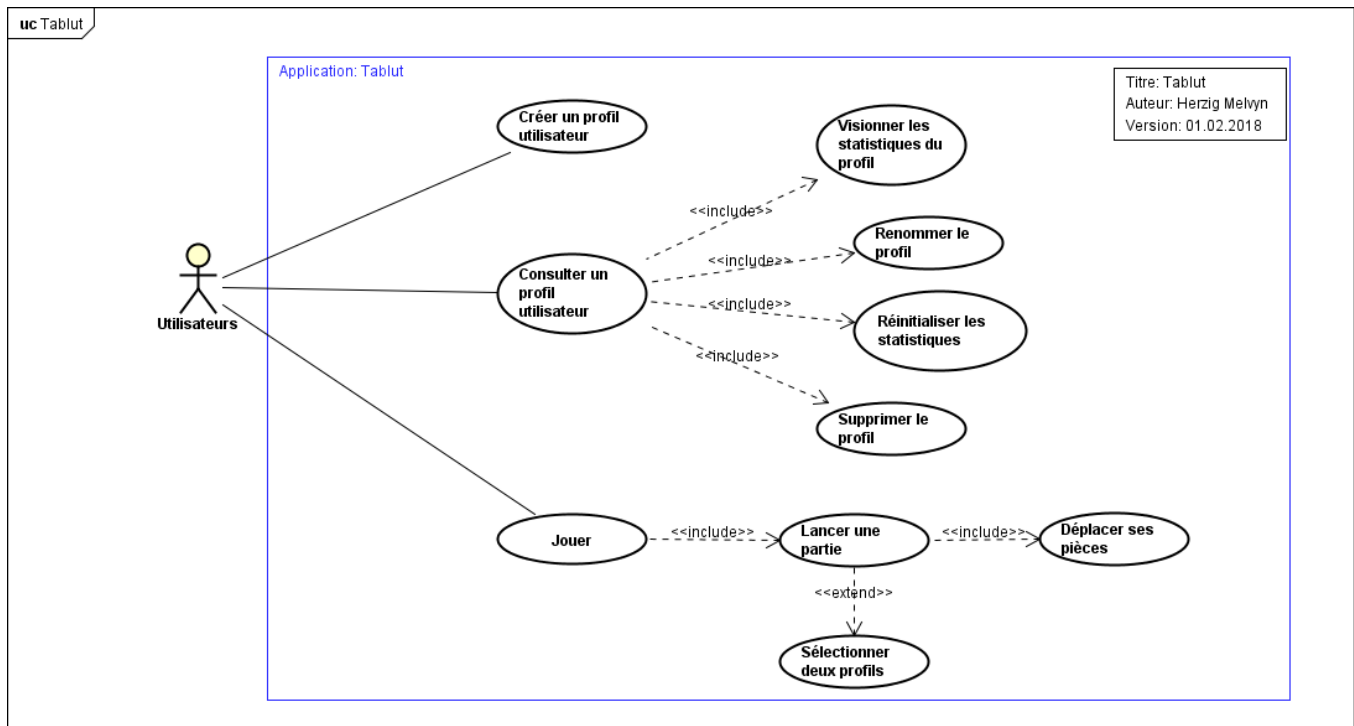 uc Tablut
Application: Tablut
Titre: Tablut
Auteur: Herzig Melvyn
Version: 01.02.2018
Créer un profil
utilisateur
Visionner les
statistiques du
profil
<<include>>
Renommer le
profil
<<include>>
Utilisateurs
Consulter un
profil
utilisateur
<<include>>
Réinitialiser les
statistiques
<<include>>
Supprimer le
profil
Jouer
<<include>>
Lancer une
partie
<<include>>
Déplacer ses
pièces
<<extend>>
Sélectionner
deux profils